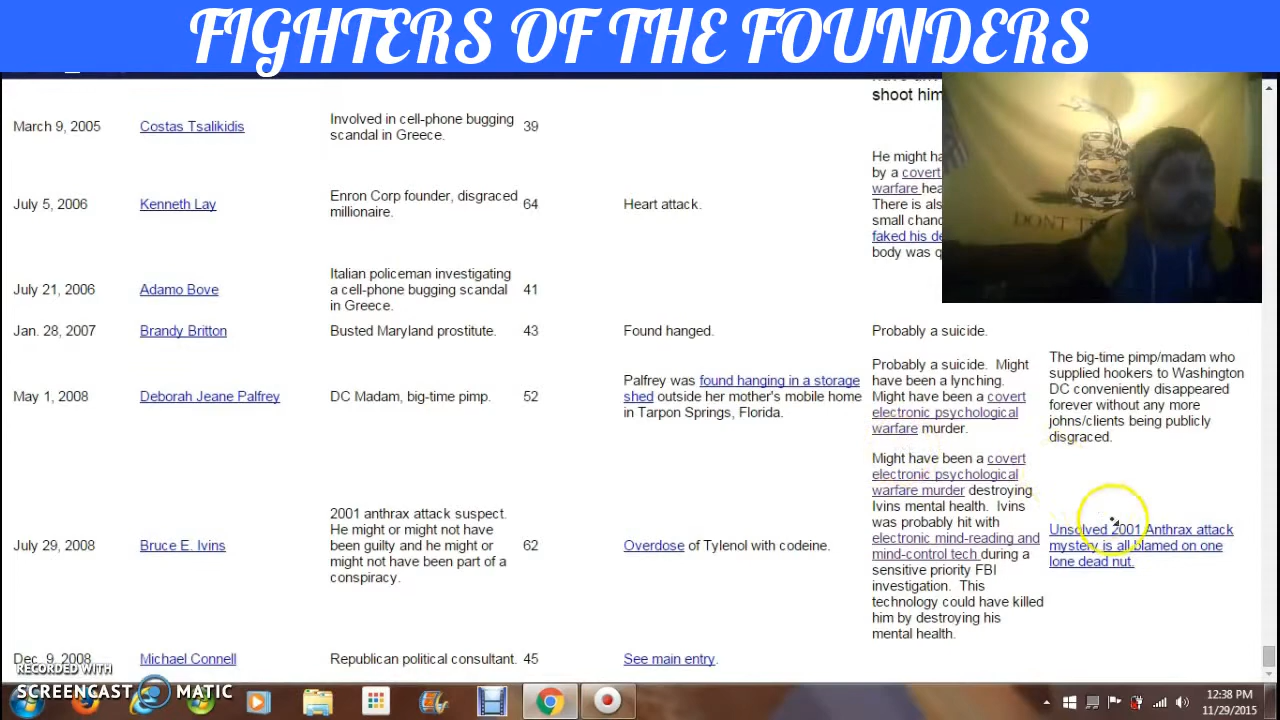 FIGHTERS OF THE FOUNDERS
shoot him
March 9, 2005
Costas Tsalikidis
Involved in cell-phone bugging
scandal in Greece.
39
July 5, 2006
Kenneth Lay
Enron Corp founder, disgraced
millionaire.
64
Heart attack.
He might
by a covert
warfare
There is
small
faked his
body was
July 21, 2006
Adamo Bove
Italian policeman investigating
a cell-phone bugging scandal
in Greece.
41
Jan. 28, 2007
Brandy Britton
Busted Maryland prostitute.
43
Found hanged.
Probably a suicide.
May 1, 2008
Deborah Jeane Palfrey
DC Madam, big-time pimp.
52
Palfrey was found hanging in a storage
shed outside her mother's mobile home
in Tarpon Springs, Florida.
Probably a suicide. Might
have been a lynching.
Might have been a covert
electronic psychological
warfare murder.
The big-time pimp/madam who
supplied hookers to Washington
DC conveniently disappeared
forever without any more
johns/clients being publicly
disgraced.
July 29, 2008
Bruce E. Ivins
2001 anthrax attack suspect.
He might or might not have
been guilty and he might or
might not have been part of a
conspiracy.
62
Overdose of Tylenol with codeine.
Might have been a covert
electronic psychological
warfare murder destroying
Ivins mental health. Ivins
was probably hit with
electronic mind-reading and
mind-control tech during a
sensitive priority FBI
investigation. This
technology could have killed
him by destroying his
mental health.
Unsolved 2001 Anthrax attack
mystery is all blamed on one
lone dead nut.
Dec. 9, 2008
Michael Connell
Republican political consultant.
45
See main entry.
DONT
RECORDED WITH
SCREENCAST MATIC
12:38 PM
11/29/2015